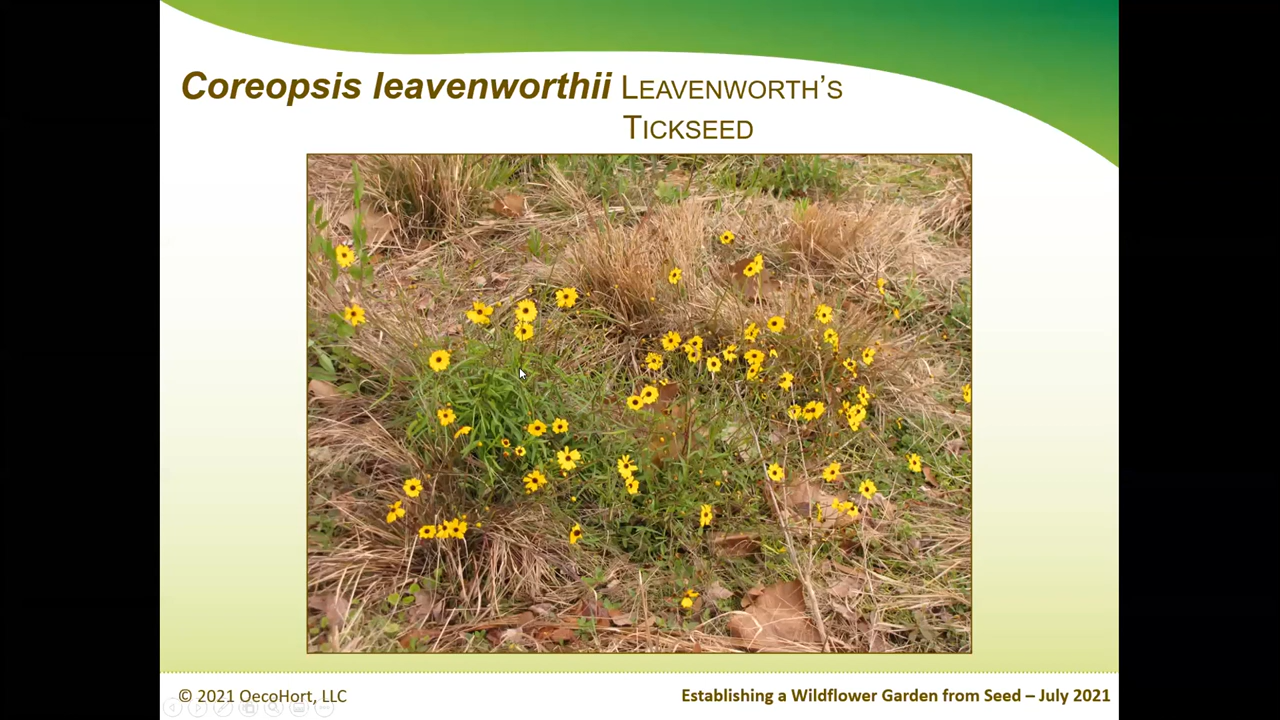 Coreopsis leavenworthii LEAVENWORTH'S
TICKSEED
© 2021 OecoHort, LLC
Establishing a Wildflower Garden from Seed – July 2021